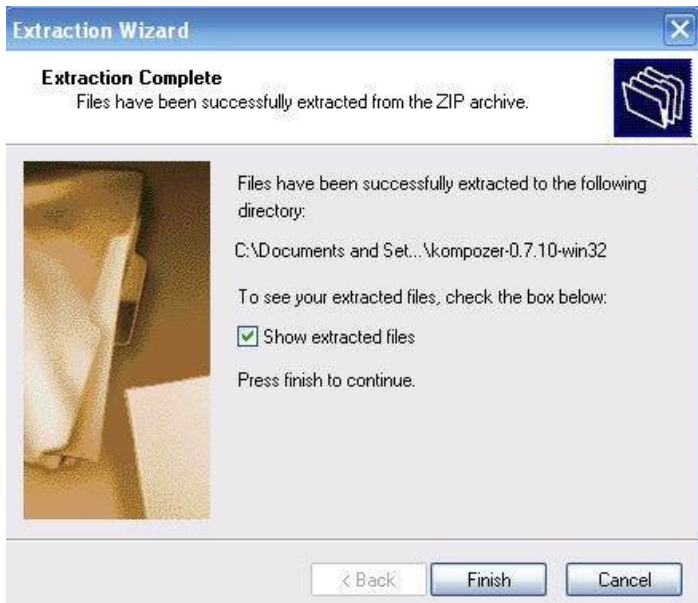 Extraction Wizard
Extraction Complete
Files have been successfully extracted from the ZIP archive.
Files have been successfully extracted to the following
directory:
C:\Documents and Set...\kompozer-0.7.10-win32
To see your extracted files, check the box below:
Show extracted files
Press finish to continue.
< Back Finish Cancel